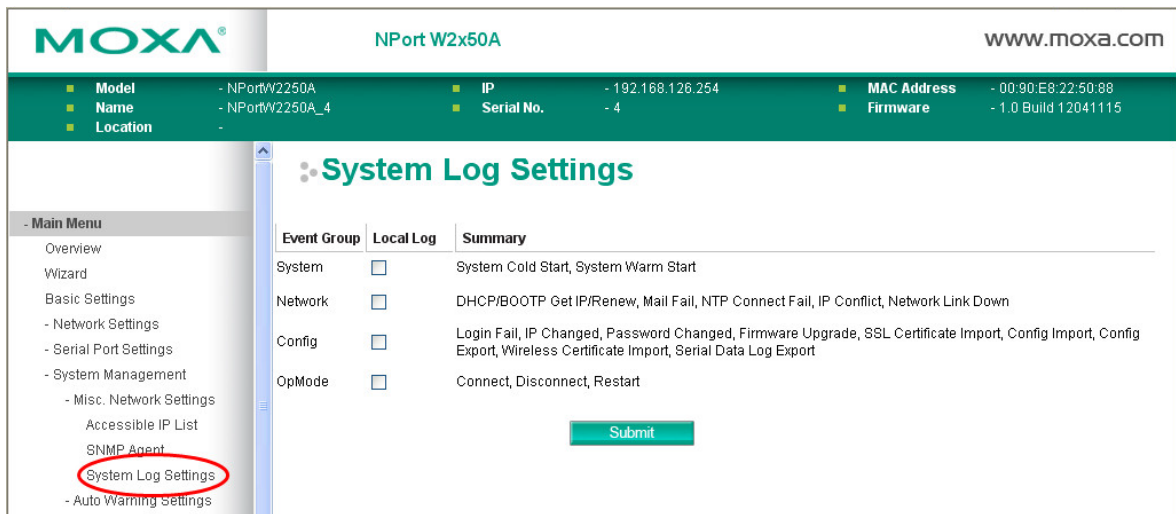 MOXA®
NPort W2x50A
www.moxa.com
Model - NPortW2250A
IP - 192.168.126.254
MAC Address - 00:90:E8:22:50:88
Name - NPortW2250A_4
Serial No. - 4
Firmware - 1.0 Build 12041115
Location -
- Main Menu
Overview
Wizard
Basic Settings
- Network Settings
- Serial Port Settings
- System Management
- Misc. Network Settings
Accessible IP List
SNMP Agent
System Log Settings
- Auto Warning Settings
System Log Settings
Event Group Local Log Summary
System System Cold Start, System Warm Start
Network DHCP/BOOTP Get IP/Renew, Mail Fail, NTP Connect Fail, IP Conflict, Network Link Down
Config Login Fail, IP Changed, Password Changed, Firmware Upgrade, SSL Certificate Import, Config Import, Config
Export, Wireless Certificate Import, Serial Data Log Export
OpMode Connect, Disconnect, Restart
Submit